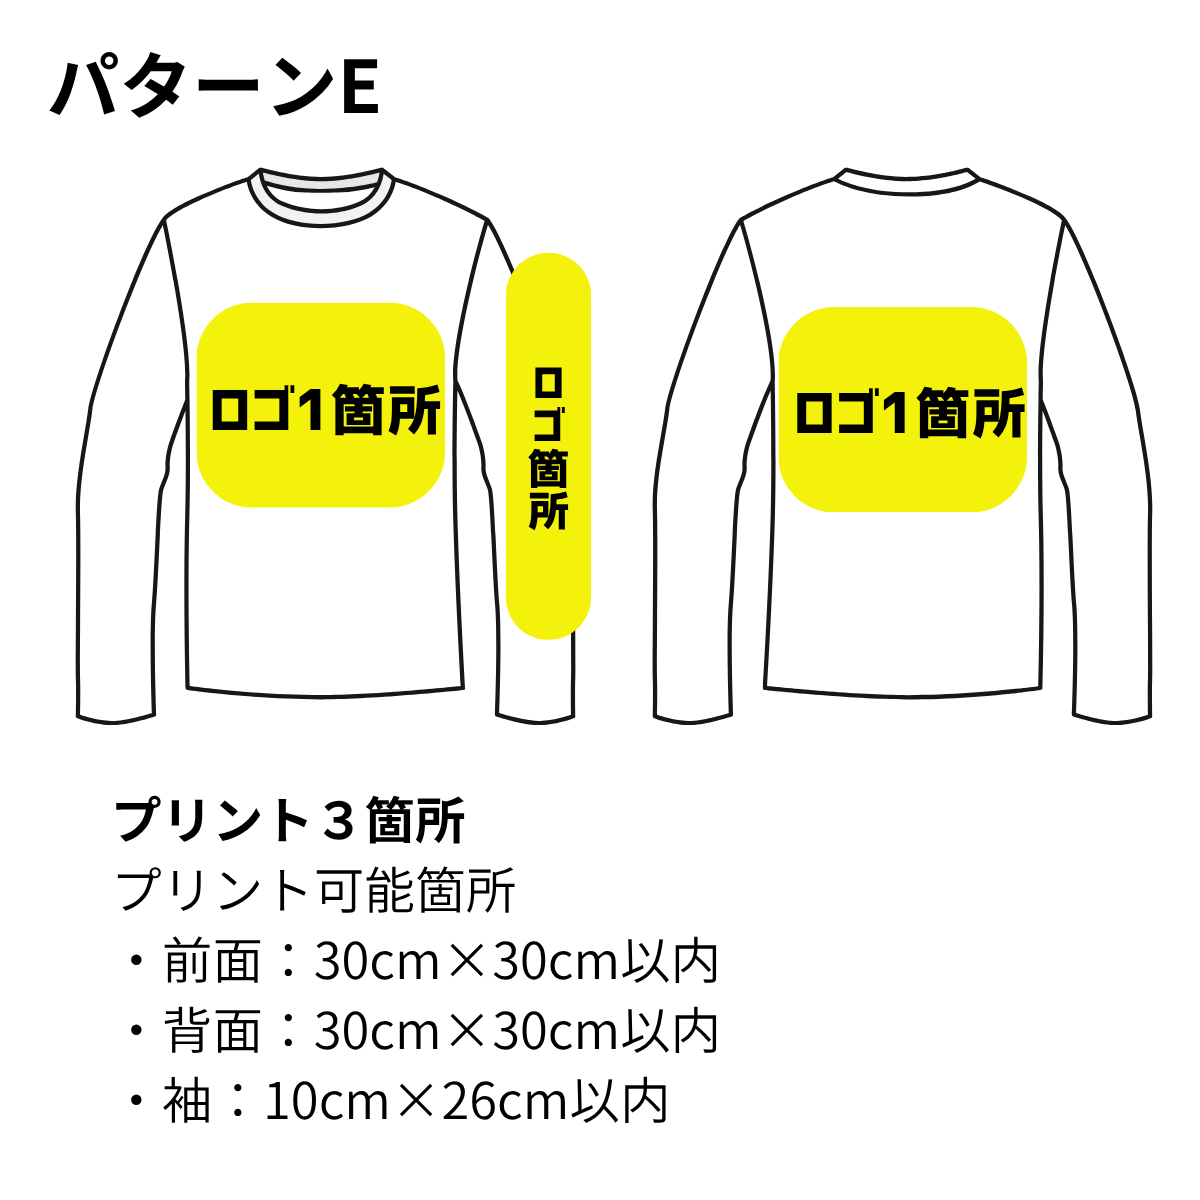 パターンE
ロゴ1箇所
ロゴ箇所
ロゴ1箇所
プリント３箇所
プリント可能箇所
・前面：30cm×30cm以内
・背面：30cm×30cm以内
・袖：10cm×26cm以内